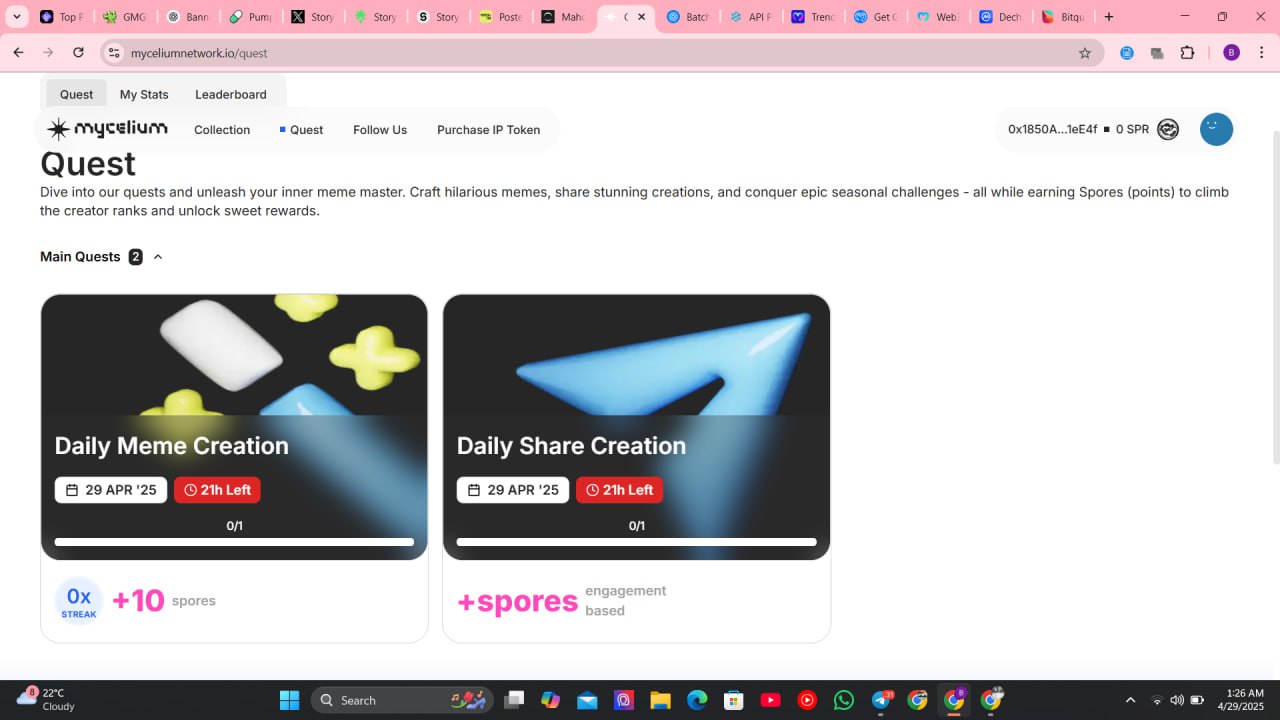 Top P
GMG
Bann
Pump
Story
Story
Story
Poste
Maho
Batch
API P
Trend
Get C
Web
Dech
Bitqu
myceliumnetwork.io/quest
B
Quest My Stats Leaderboard
mycelium Collection Quest Follow Us Purchase IP Token 0x1850A...1eE4f 0 SPR
Quest
Dive into our quests and unleash your inner meme master. Craft hilarious memes, share stunning creations, and conquer epic seasonal challenges - all while earning Spores (points) to climb
the creator ranks and unlock sweet rewards.
Main Quests 2
Daily Meme Creation
29 APR '25 21h Left
0/1
0x
STREAK
+10 spores
Daily Share Creation
29 APR '25 21h Left
0/1
+spores engagement
based
8
22°C
Cloudy
Search
31
1:26 AM
4/29/2025